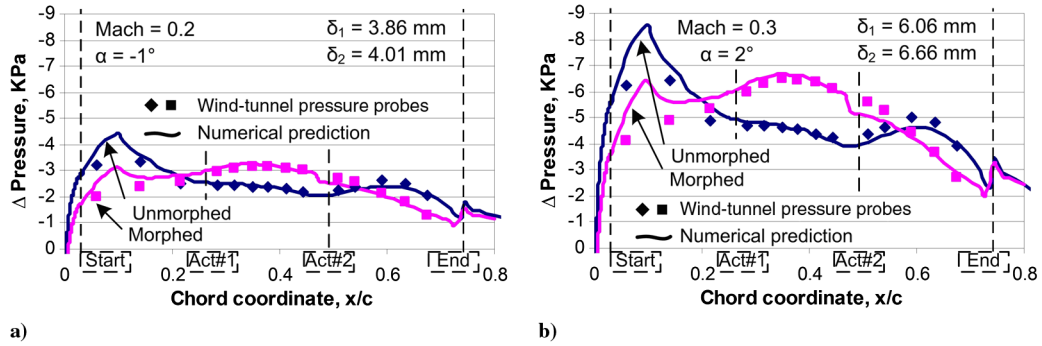 a)
Δ Pressure, KPa
-9
-8
-7
-6
-5
-4
-3
-2
-1
0
Mach = 0.2
δ1 = 3.86 mm
α = -1°
δ2 = 4.01 mm
Wind-tunnel pressure probes
Numerical prediction
Unmorphed
Morphed
Start
Act#1
Act#2
End
0 0.2 0.4 0.6 0.8
Chord coordinate, x/c
b)
Δ Pressure, KPa
-9
-8
-7
-6
-5
-4
-3
-2
-1
0
Mach = 0.3
δ1 = 6.06 mm
α = 2°
δ2 = 6.66 mm
Unmorphed
Morphed
Wind-tunnel pressure probes
Numerical prediction
Start
Act#1
Act#2
End
0 0.2 0.4 0.6 0.8
Chord coordinate, x/c